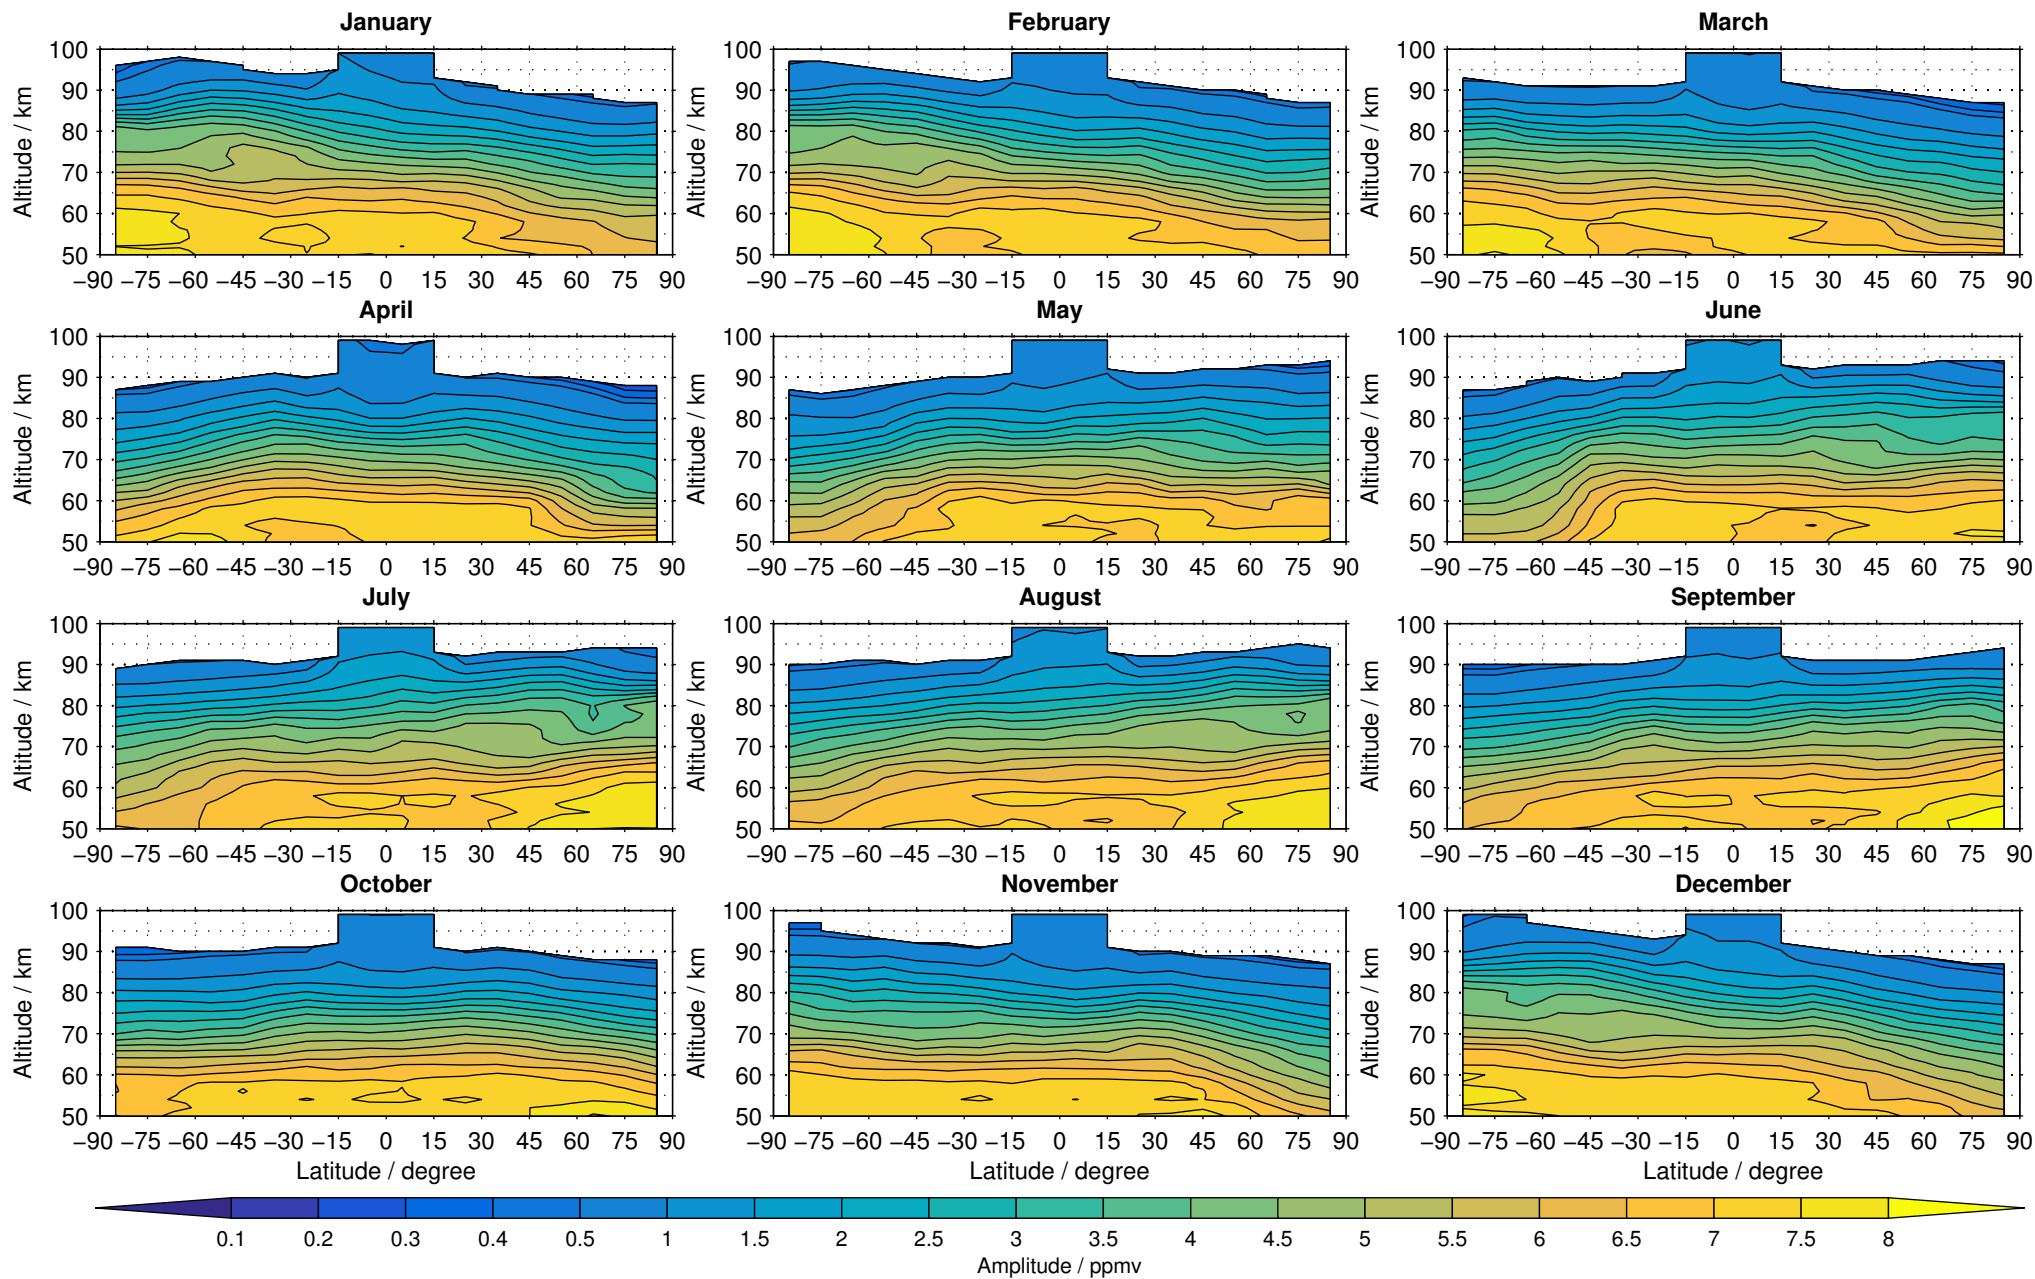 January February March
100 100 100
90 90 90
Altitude / km Altitude / km Altitude / km
80 80 80
70 70 70
60 60 60
50 50 50
−90 −75 −60 −45 −30 −15 0 15 30 45 60 75 90 −90 −75 −60 −45 −30 −15 0 15 30 45 60 75 90 −90 −75 −60 −45 −30 −15 0 15 30 45 60 75 90
April May June
100 100 100
90 90 90
Altitude / km Altitude / km Altitude / km
80 80 80
70 70 70
60 60 60
50 50 50
−90 −75 −60 −45 −30 −15 0 15 30 45 60 75 90 −90 −75 −60 −45 −30 −15 0 15 30 45 60 75 90 −90 −75 −60 −45 −30 −15 0 15 30 45 60 75 90
July August September
100 100 100
90 90 90
Altitude / km Altitude / km Altitude / km
80 80 80
70 70 70
60 60 60
50 50 50
−90 −75 −60 −45 −30 −15 0 15 30 45 60 75 90 −90 −75 −60 −45 −30 −15 0 15 30 45 60 75 90 −90 −75 −60 −45 −30 −15 0 15 30 45 60 75 90
October November December
100 100 100
90 90 90
Altitude / km Altitude / km Altitude / km
80 80 80
70 70 70
60 60 60
50 50 50
−90 −75 −60 −45 −30 −15 0 15 30 45 60 75 90 −90 −75 −60 −45 −30 −15 0 15 30 45 60 75 90 −90 −75 −60 −45 −30 −15 0 15 30 45 60 75 90
Latitude / degree Latitude / degree Latitude / degree
0.1 0.2 0.3 0.4 0.5 1 1.5 2 2.5 3 3.5 4 4.5 5 5.5 6 6.5 7 7.5 8
Amplitude / ppmv